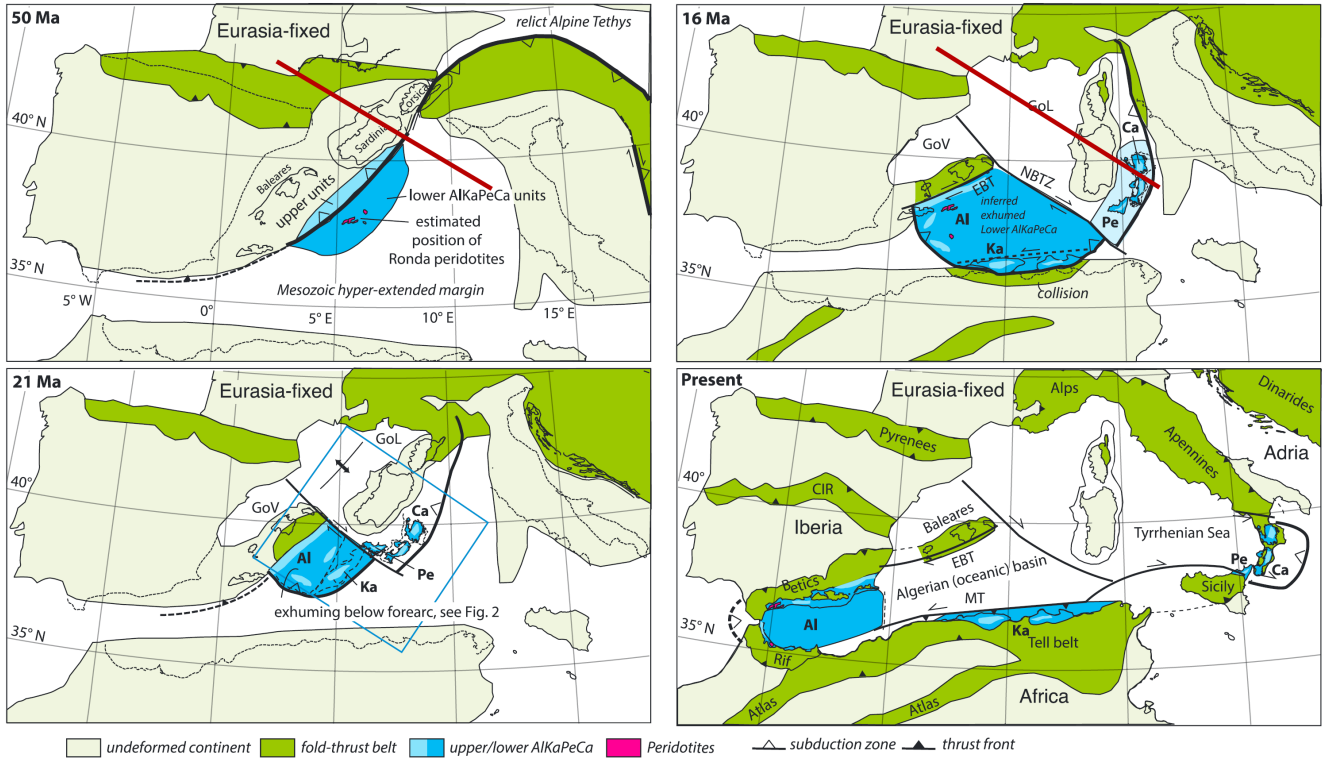 50 Ma
Eurasia-fixed
relict Alpine Tethys
40° N
Corsica
Sardinia
Baleares
upper units
lower AlKaPeCa units
estimated
position of
Ronda peridotites
35° N
Mesozoic hyper-extended margin
5° W
0°
5° E
10° E
15° E
16 Ma
Eurasia-fixed
GoL
40° N
GoV
Ca
NBTZ
EBT
inferred
exhumed
Lower AlKaPeCa
Al
Pe
Ka
35° N
collision
21 Ma
Eurasia-fixed
GoL
40°
GoV
Ca
Al
Pe
Ka
exhuming below forearc, see Fig. 2
35° N
Present
Eurasia-fixed
Alps
Dinarides
Pyrenees
Apennines
Adria
40°
CIR
Iberia
Baleares
Tyrrhenian Sea
EBT
Pe
Ca
Betics
Algerian (oceanic) basin
Sicily
MT
35° N
Al
Ka
Tell belt
Rif
Atlas
Atlas
Africa
undeformed continent
fold-thrust belt
upper/lower AlKaPeCa
Peridotites
subduction zone
thrust front